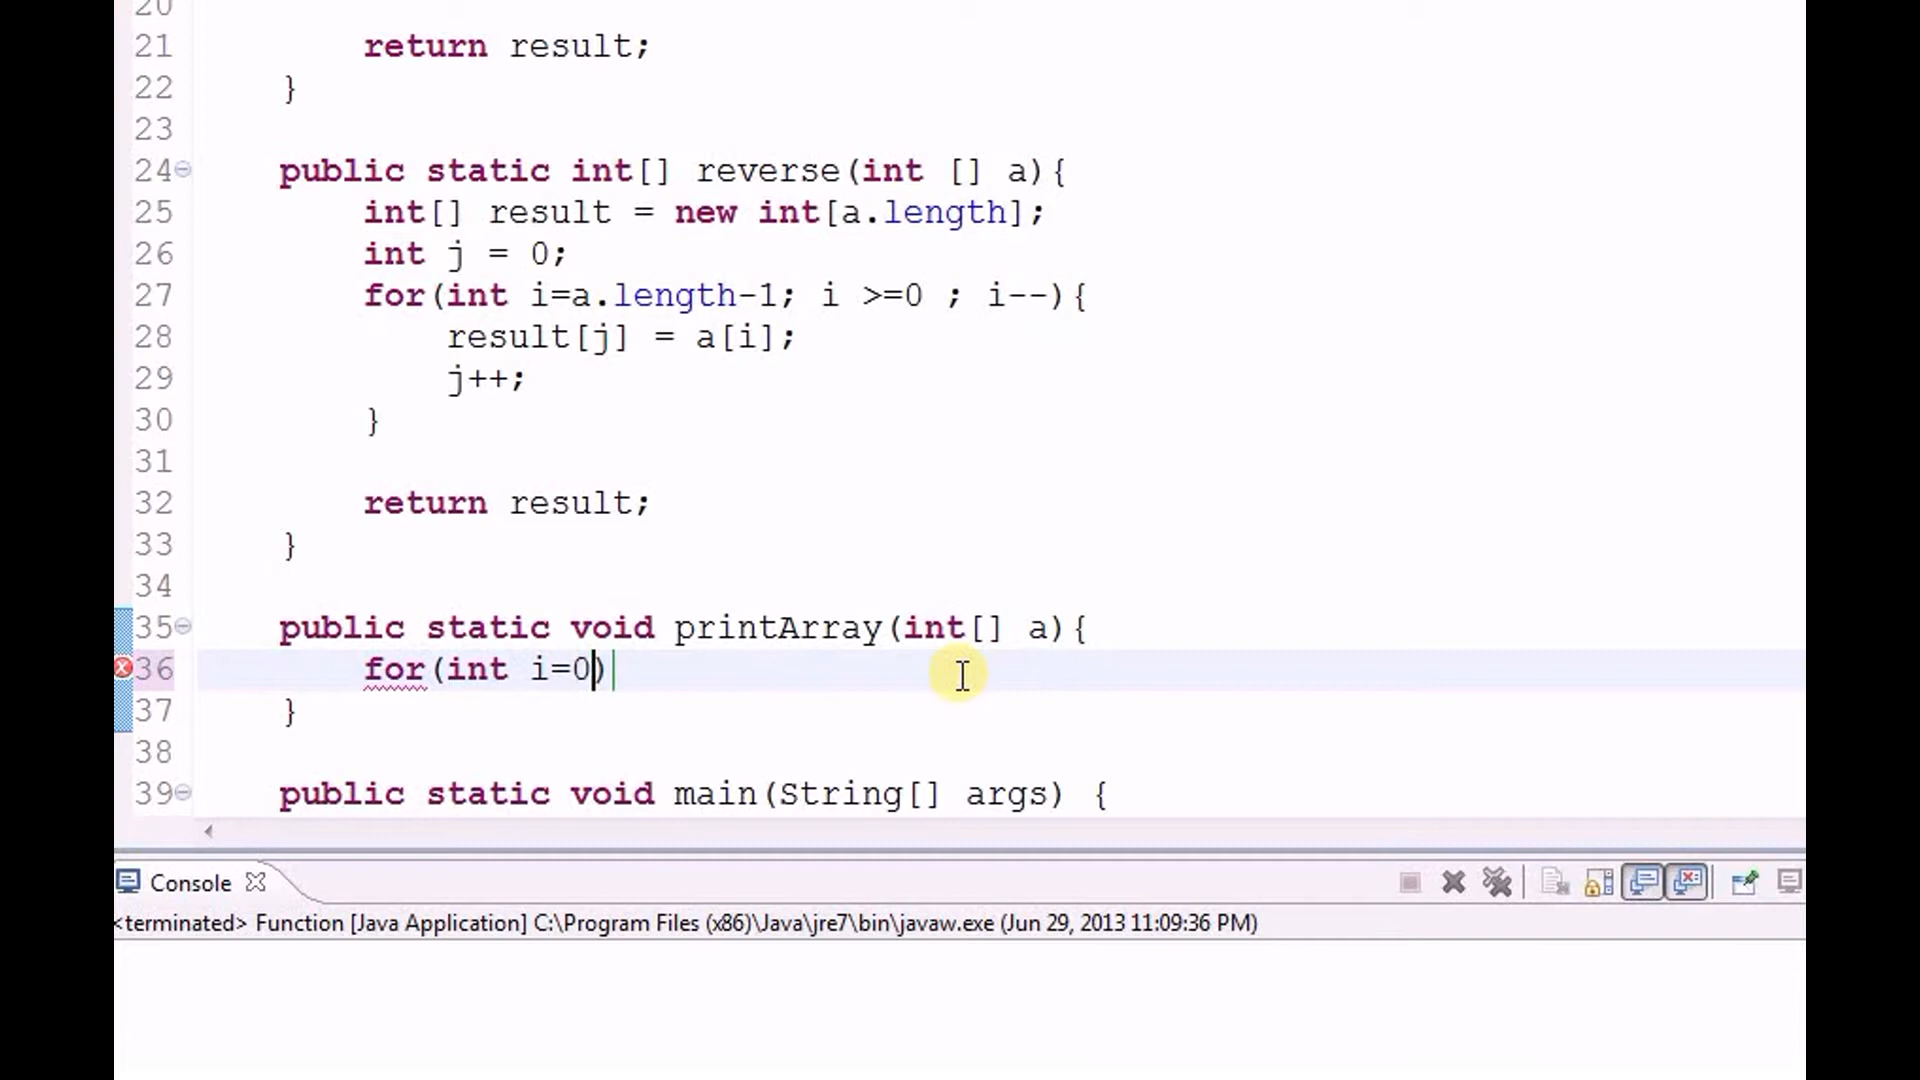 20
21 return result;
22 }
23
24 public static int[] reverse(int [] a){
25 int[] result = new int[a.length];
26 int j = 0;
27 for(int i=a.length-1; i >=0 ; i--){
28 result[j] = a[i];
29 j++;
30 }
31
32 return result;
33 }
34
35 public static void printArray(int[] a){
36 for(int i=0)
37 }
38
39 public static void main(String[] args) {
Console
<terminated> Function [Java Application] C:\Program Files (x86)\Java\jre7\bin\javaw.exe (Jun 29, 2013 11:09:36 PM)